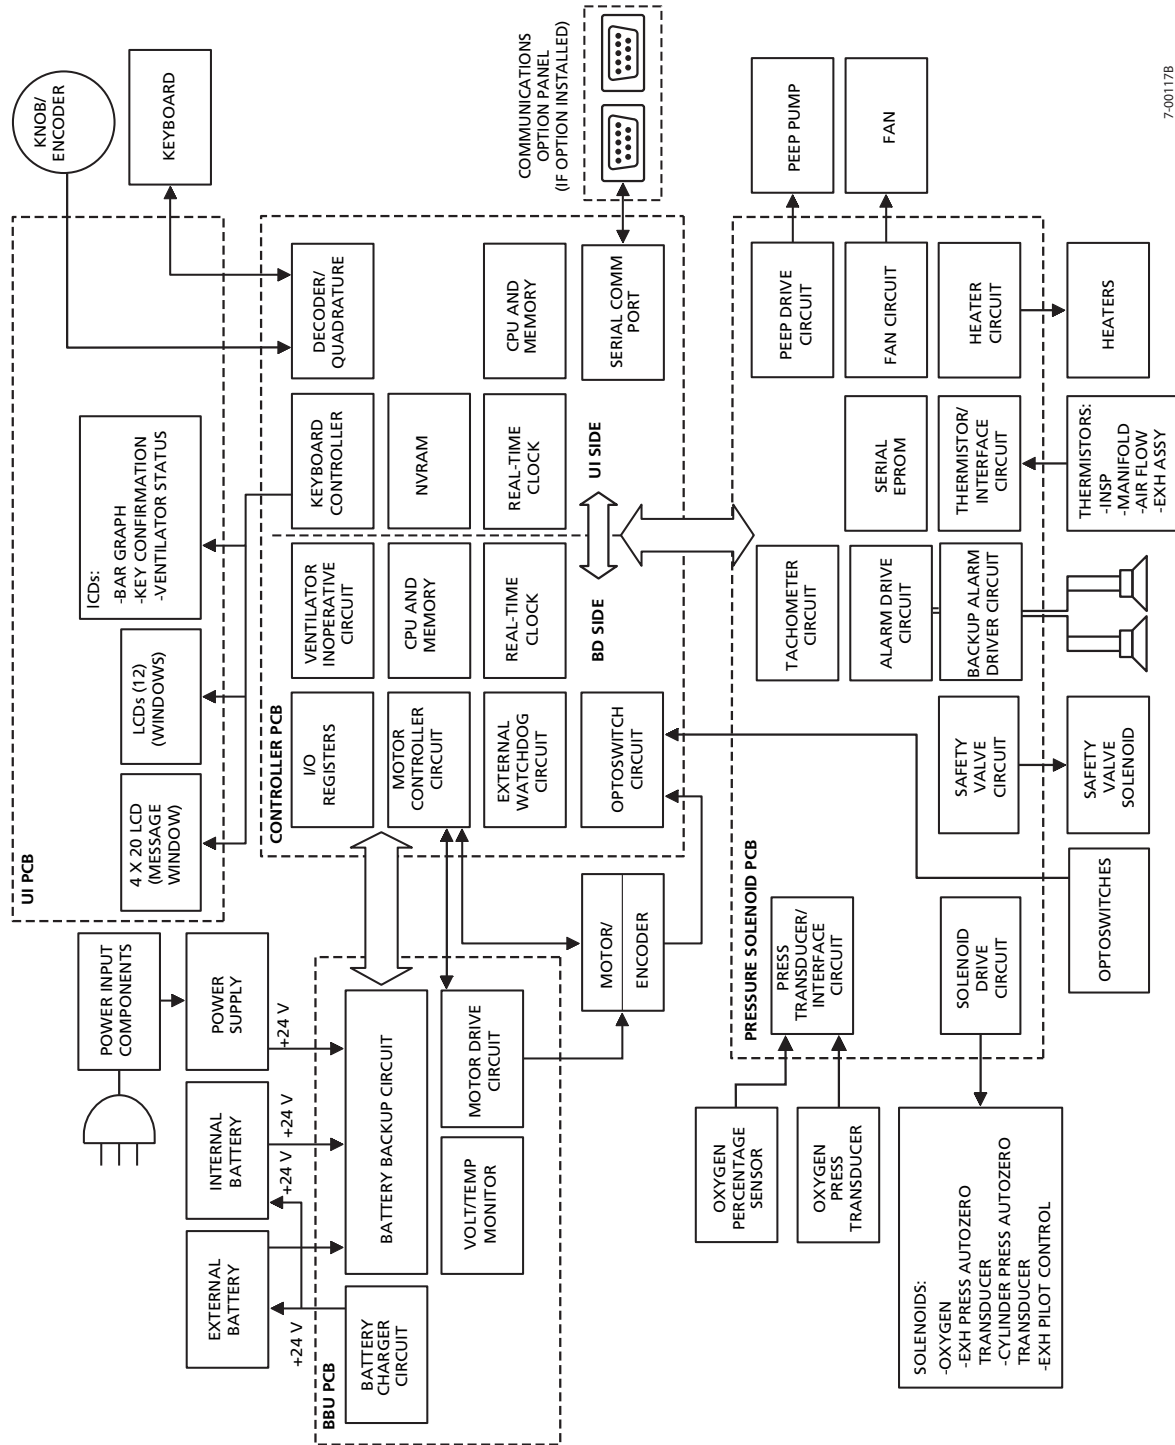 UI PCB
4 X 20 LCD
(MESSAGE
WINDOW)
LCDs (12)
(WINDOWS)
ICDs:
-BAR GRAPH
-KEY CONFIRMATION
-VENTILATOR STATUS
KNOB/
ENCODER
KEYBOARD
POWER INPUT
COMPONENTS
POWER
SUPPLY
INTERNAL
BATTERY
EXTERNAL
BATTERY
+24 V
+24 V
+24 V
+24 V
BBU PCB
BATTERY
CHARGER
CIRCUIT
BATTERY BACKUP CIRCUIT
VOLT/TEMP
MONITOR
MOTOR DRIVE
CIRCUIT
CONTROLLER PCB
I/O
REGISTERS
VENTILATOR
INOPERATIVE
CIRCUIT
KEYBOARD
CONTROLLER
DECODER/
QUADRATURE
MOTOR
CONTROLLER
CIRCUIT
CPU AND
MEMORY
NVRAM
EXTERNAL
WATCHDOG
CIRCUIT
REAL-TIME
CLOCK
REAL-TIME
CLOCK
CPU AND
MEMORY
OPTOSWITCH
CIRCUIT
BD SIDE
UI SIDE
SERIAL COMM
PORT
COMMUNICATIONS
OPTION PANEL
(IF OPTION INSTALLED)
MOTOR/
ENCODER
PRESSURE SOLENOID PCB
PRESS
TRANSDUCER/
INTERFACE
CIRCUIT
TACHOMETER
CIRCUIT
PEEP DRIVE
CIRCUIT
PEEP PUMP
ALARM DRIVE
CIRCUIT
SERIAL
EPROM
FAN CIRCUIT
FAN
SOLENOID
DRIVE
CIRCUIT
SAFETY
VALVE
CIRCUIT
BACKUP ALARM
DRIVER CIRCUIT
THERMISTOR/
INTERFACE
CIRCUIT
HEATER
CIRCUIT
OXYGEN
PERCENTAGE
SENSOR
OXYGEN
PRESS
TRANSDUCER
SOLENOIDS:
-OXYGEN
-EXH PRESS AUTOZERO
TRANSDUCER
-CYLINDER PRESS AUTOZERO
TRANSDUCER
-EXH PILOT CONTROL
OPTOSWITCHES
SAFETY
VALVE
SOLENOID
THERMISTORS:
-INSP
-MANIFOLD
-AIR FLOW
-EXH ASSY
HEATERS
7-00117B